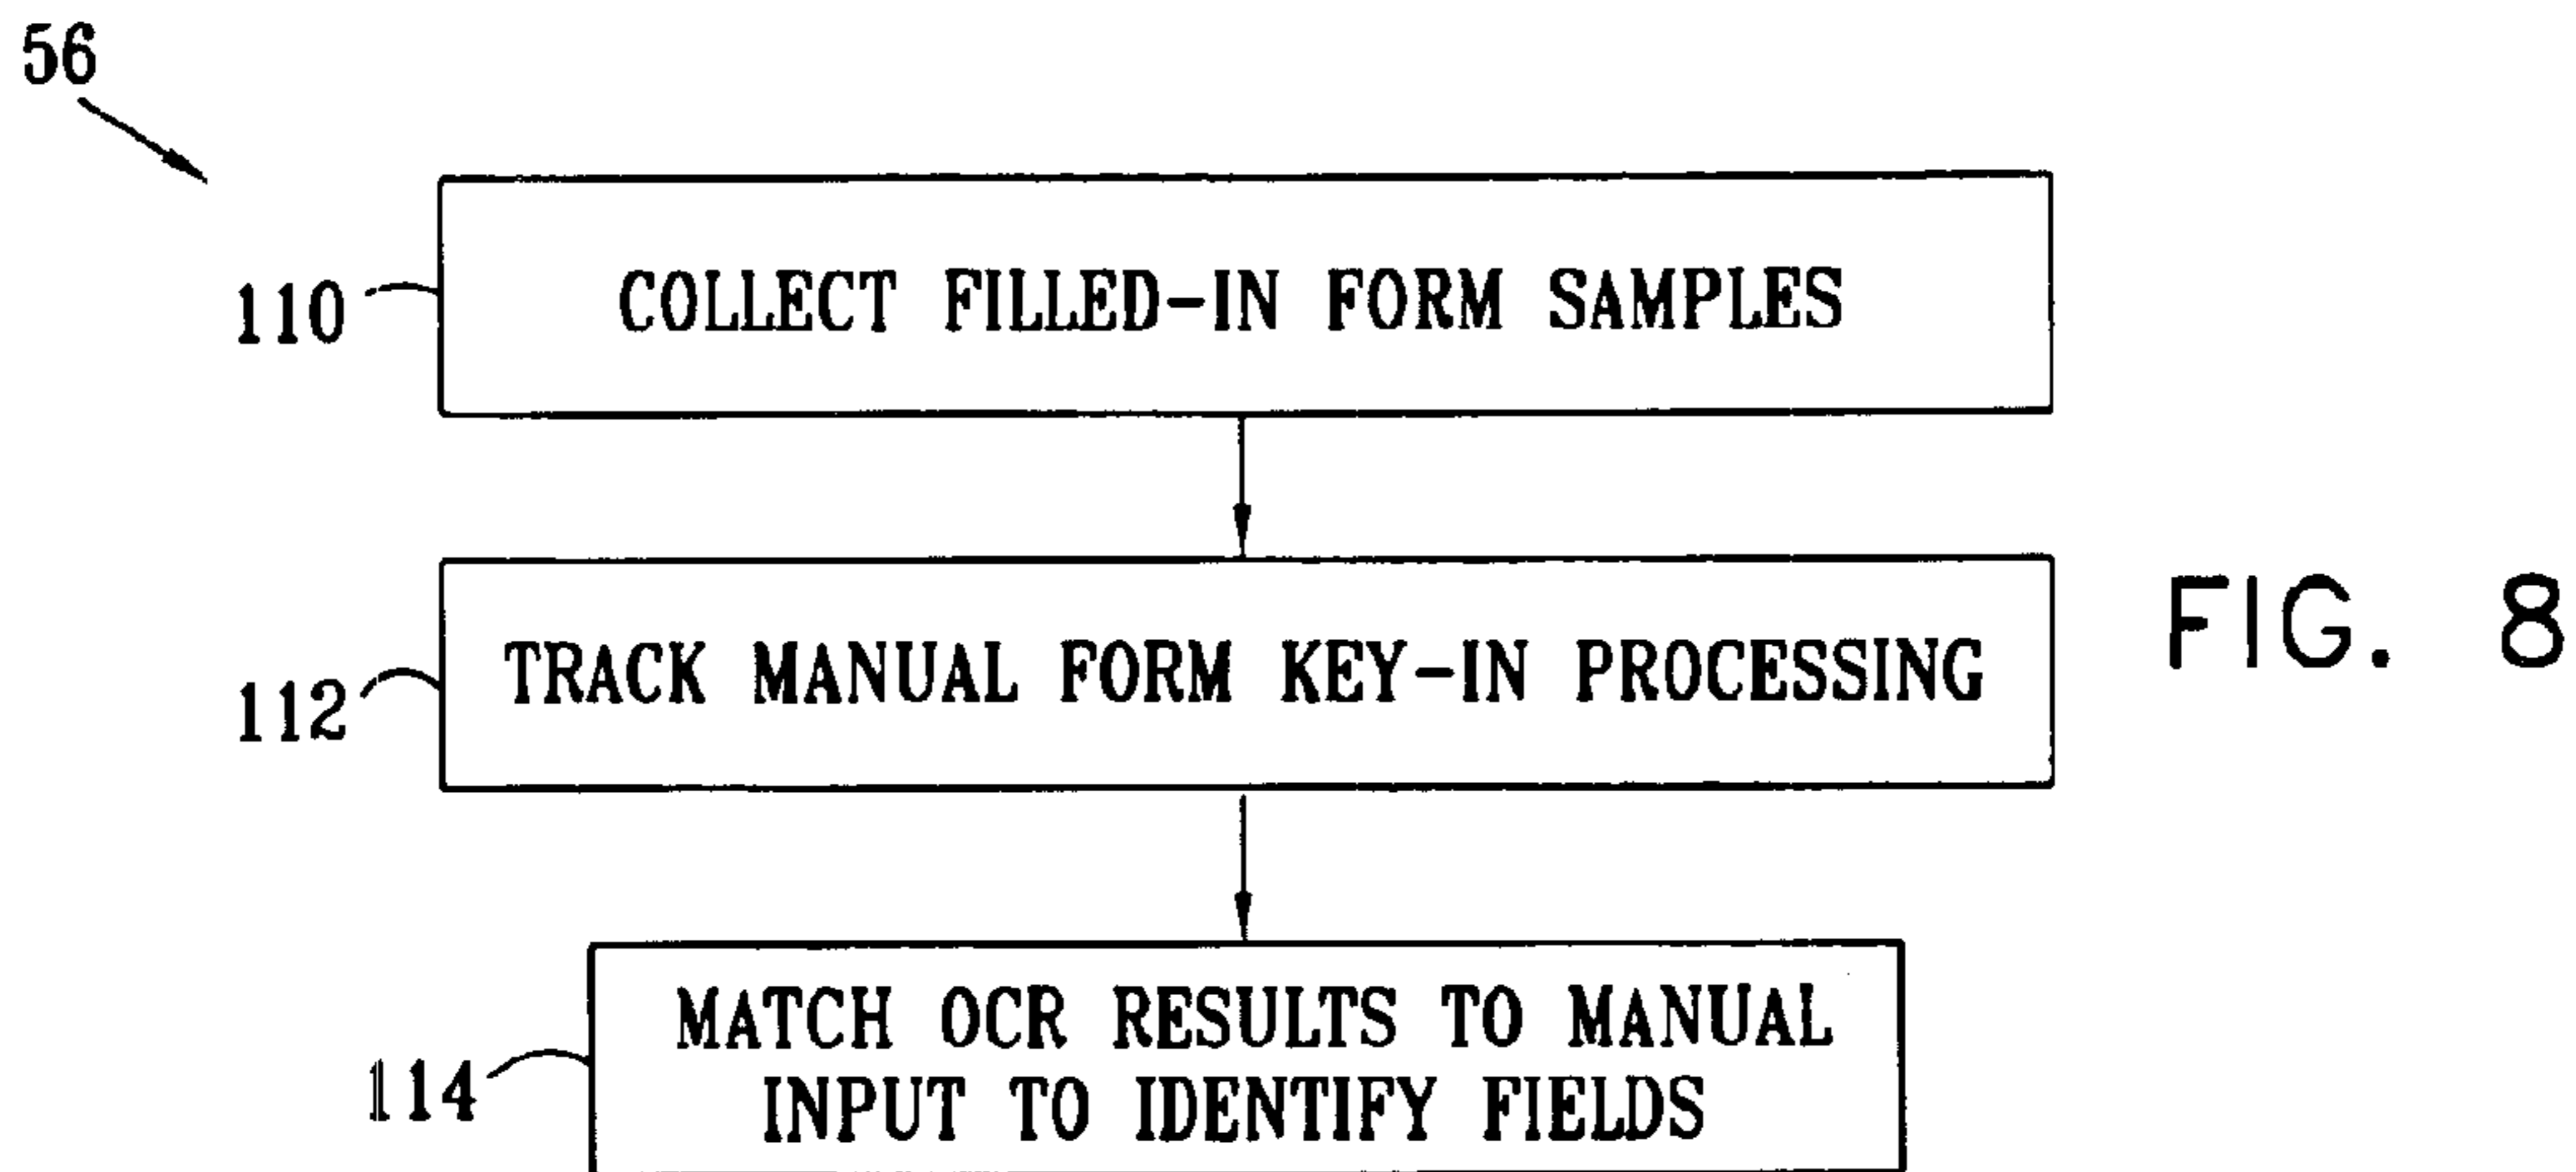 56
110
COLLECT FILLED-IN FORM SAMPLES
112
TRACK MANUAL FORM KEY-IN PROCESSING
FIG. 8
114
MATCH OCR RESULTS TO MANUAL
INPUT TO IDENTIFY FIELDS